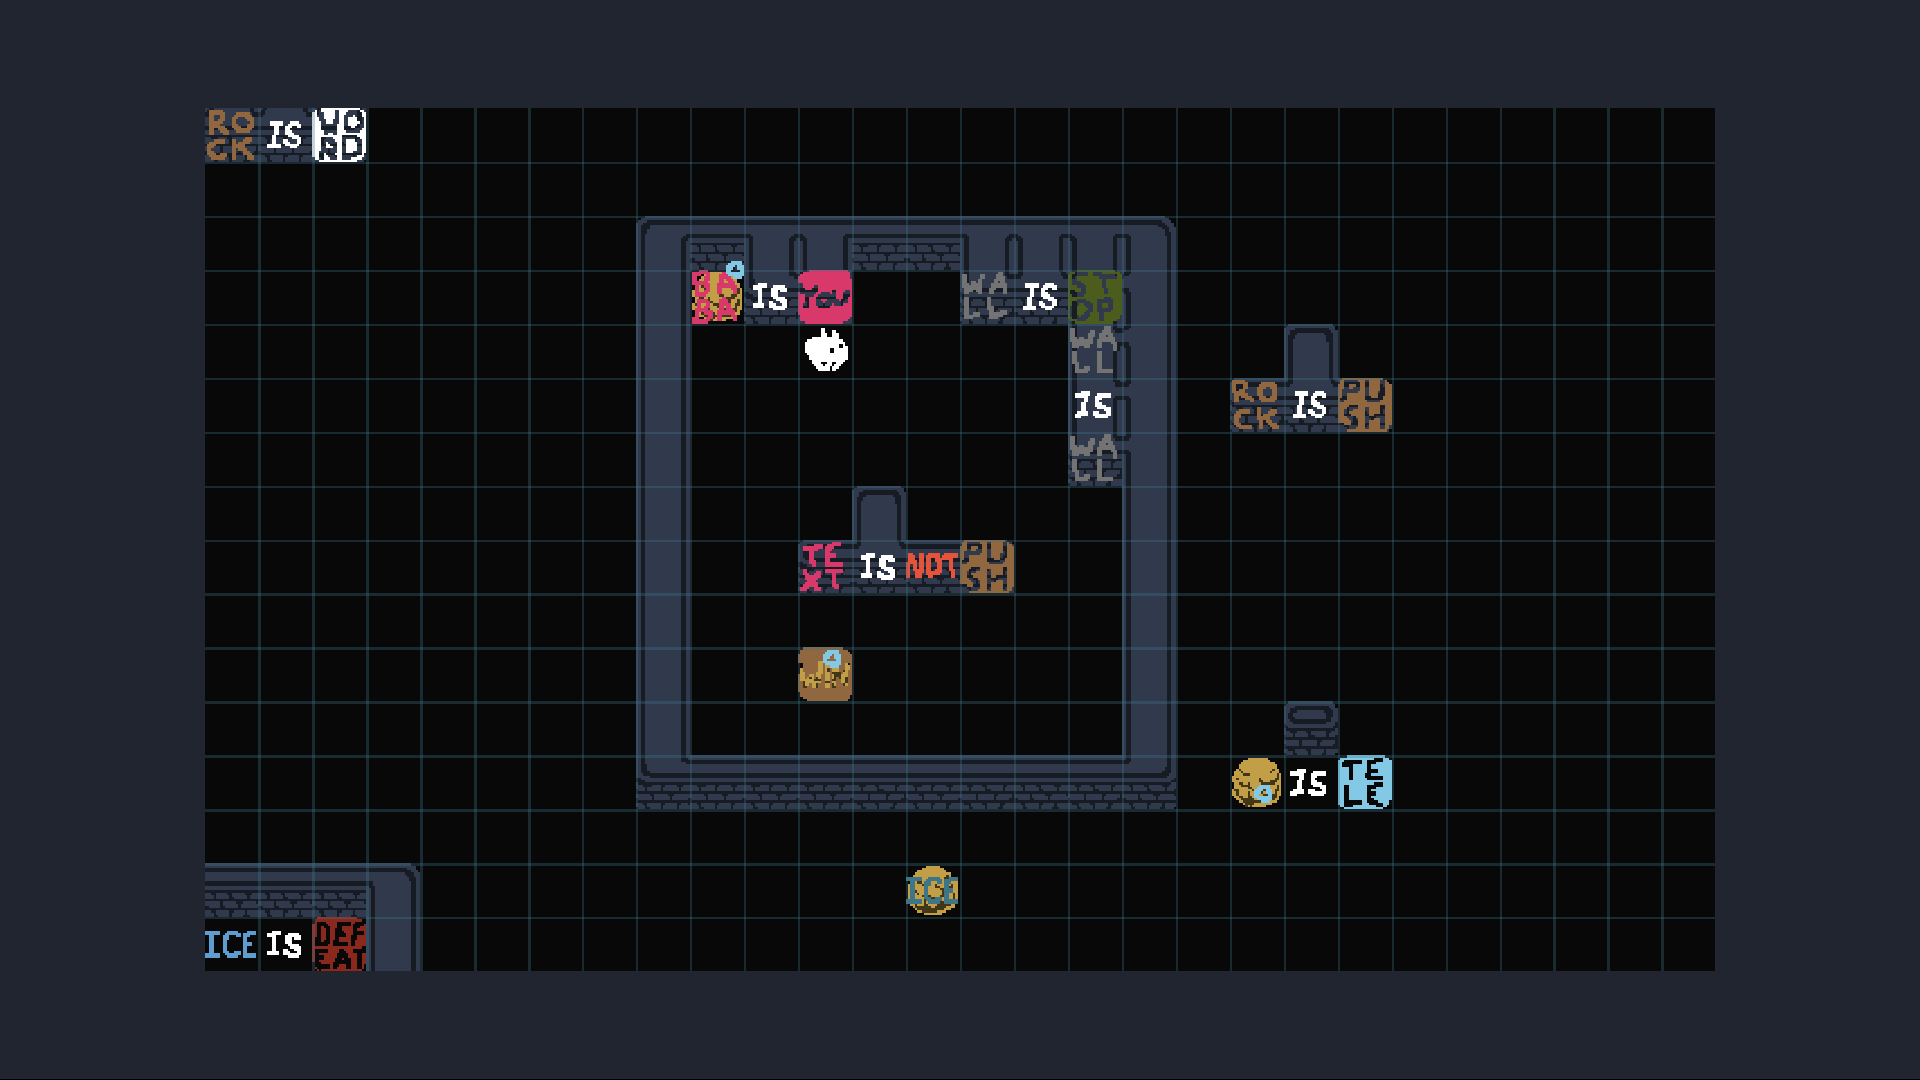 ROCK IS WORD
BABA IS YOU
WALL IS STOP
WALL
IS
WALL
ROCK IS PUSH
TEXT IS NOT PUSH
WIN
IS TELE
ICE
ICE IS DEFEAT